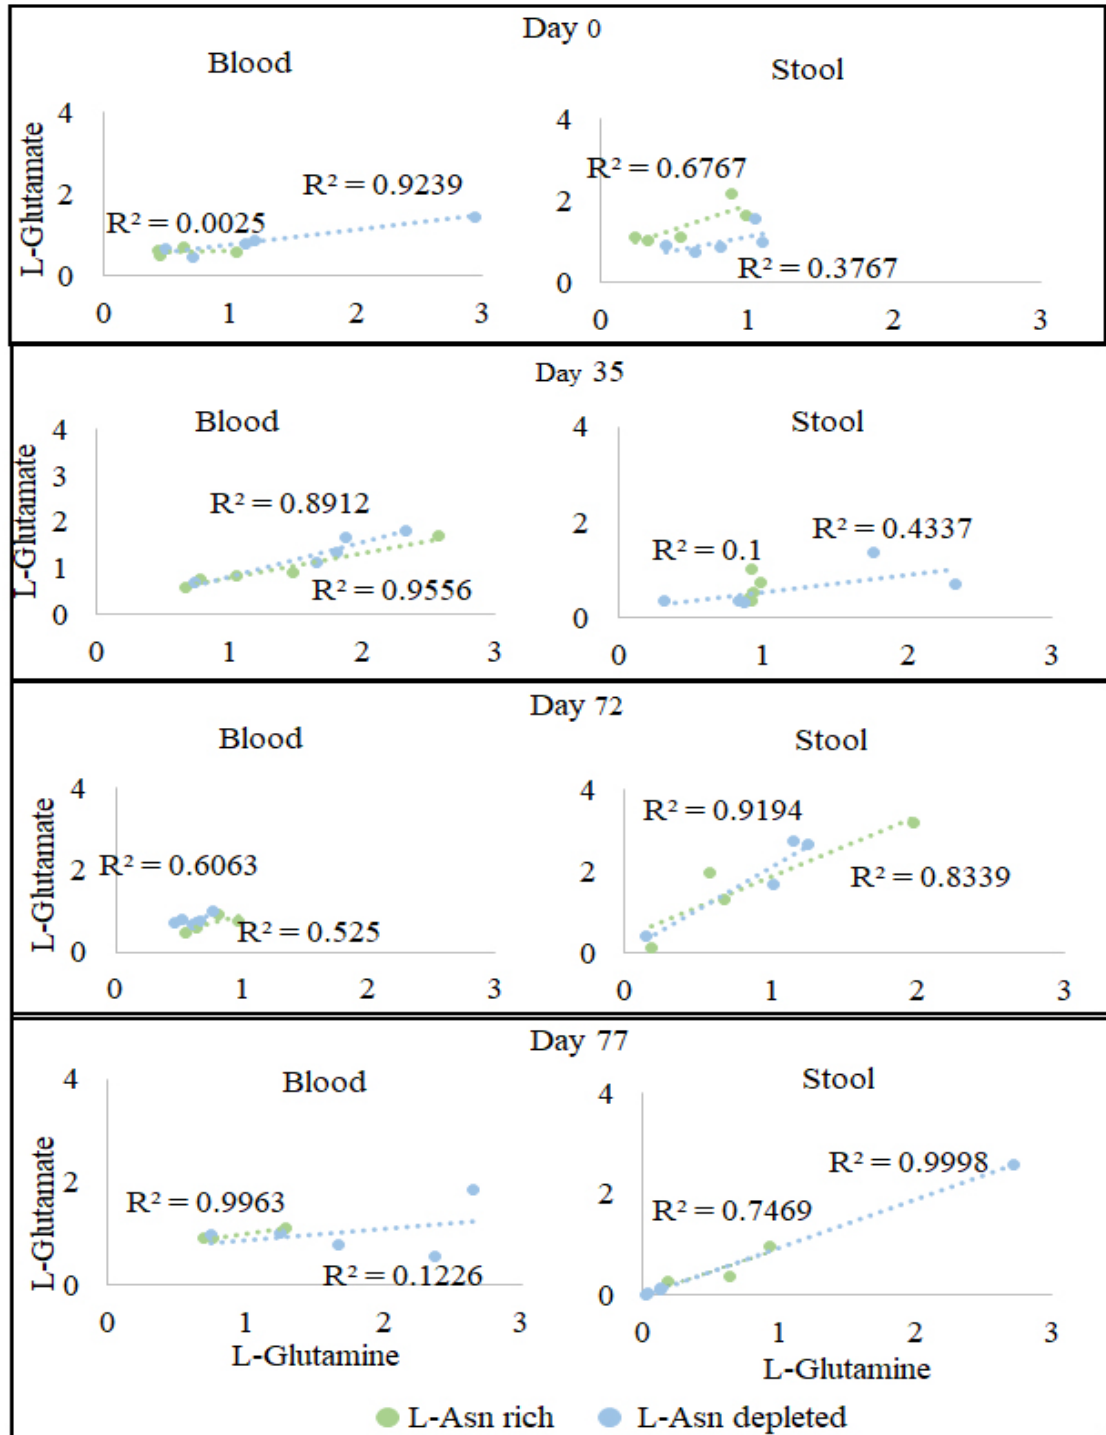 Day 0
Blood
Stool
L-Glutamate
4
2
0
R² = 0.9239
R² = 0.0025
0 1 2 3
4
2
0
R² = 0.6767
R² = 0.3767
0 1 2 3
Day 35
Blood
Stool
L-Glutamate
4
3
2
1
0
R² = 0.8912
R² = 0.9556
0 1 2 3
4
2
0
R² = 0.1
R² = 0.4337
0 1 2 3
Day 72
Blood
Stool
L-Glutamate
4
2
0
R² = 0.6063
R² = 0.525
0 1 2 3
4
2
0
R² = 0.9194
R² = 0.8339
0 1 2 3
Day 77
Blood
Stool
L-Glutamate
4
2
0
R² = 0.9963
R² = 0.1226
0 1 2 3
L-Glutamine
4
2
0
R² = 0.9998
R² = 0.7469
0 1 2 3
L-Glutamine
L-Asn rich L-Asn depleted